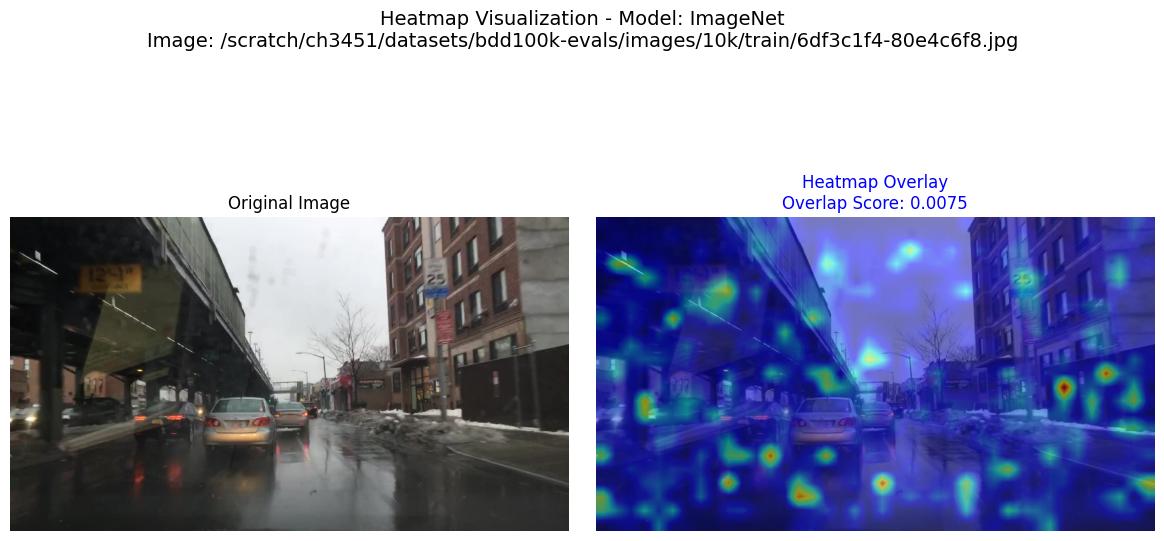 Heatmap Visualization - Model: ImageNet
Image: /scratch/ch3451/datasets/bdd100k-evals/images/10k/train/6df3c1f4-80e4c6f8.jpg
Original Image
Heatmap Overlay
Overlap Score: 0.0075
25
25